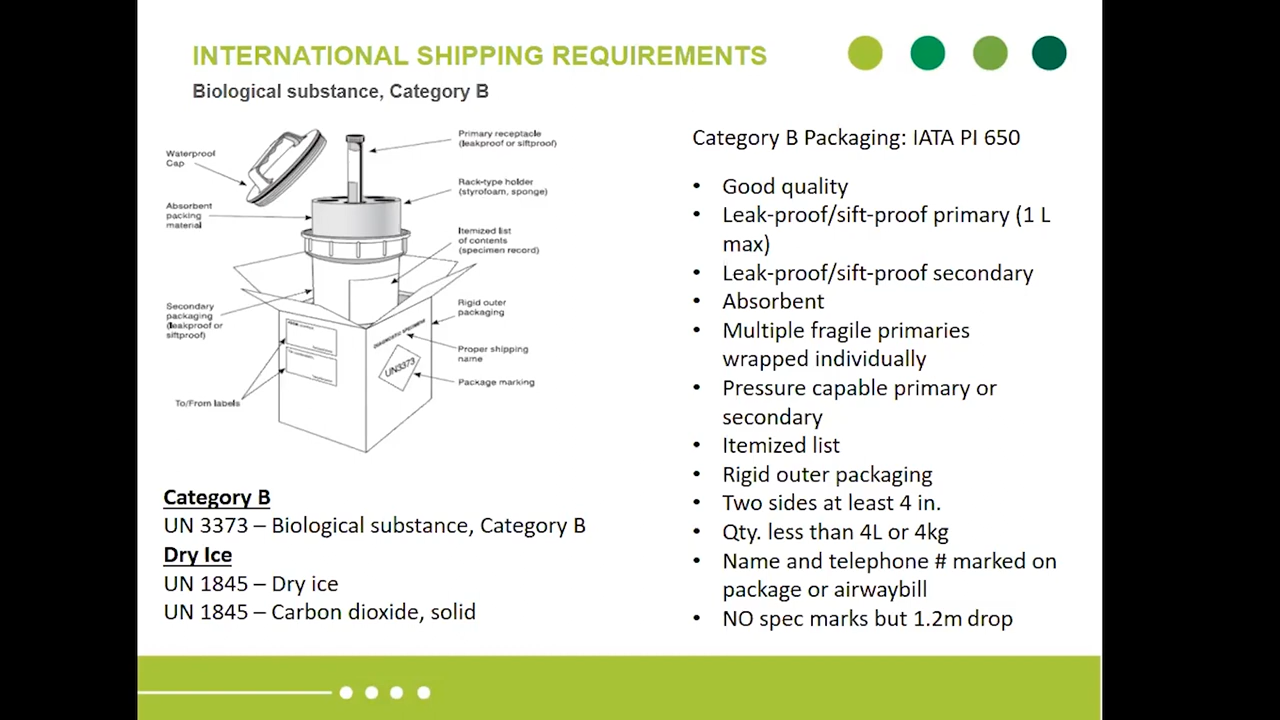 INTERNATIONAL SHIPPING REQUIREMENTS
Biological substance, Category B
Waterproof
Cap
Absorbent
packing
material
Secondary
packaging
(leakproof or
siftproof)
To/From labels
Primary receptacle
(leakproof or siftproof)
Rack-type holder
(styrofoam, sponge)
Itemized list
of contents
(specimen record)
Rigid outer
packaging
Proper shipping
name
Package marking
DIAGNOSTIC SPECIMEN
UN3373
Category B
UN 3373 – Biological substance, Category B
Dry Ice
UN 1845 – Dry ice
UN 1845 – Carbon dioxide, solid
Category B Packaging: IATA PI 650
• Good quality
• Leak-proof/sift-proof primary (1 L
max)
• Leak-proof/sift-proof secondary
• Absorbent
• Multiple fragile primaries
wrapped individually
• Pressure capable primary or
secondary
• Itemized list
• Rigid outer packaging
• Two sides at least 4 in.
• Qty. less than 4L or 4kg
• Name and telephone # marked on
package or airwaybill
• NO spec marks but 1.2m drop